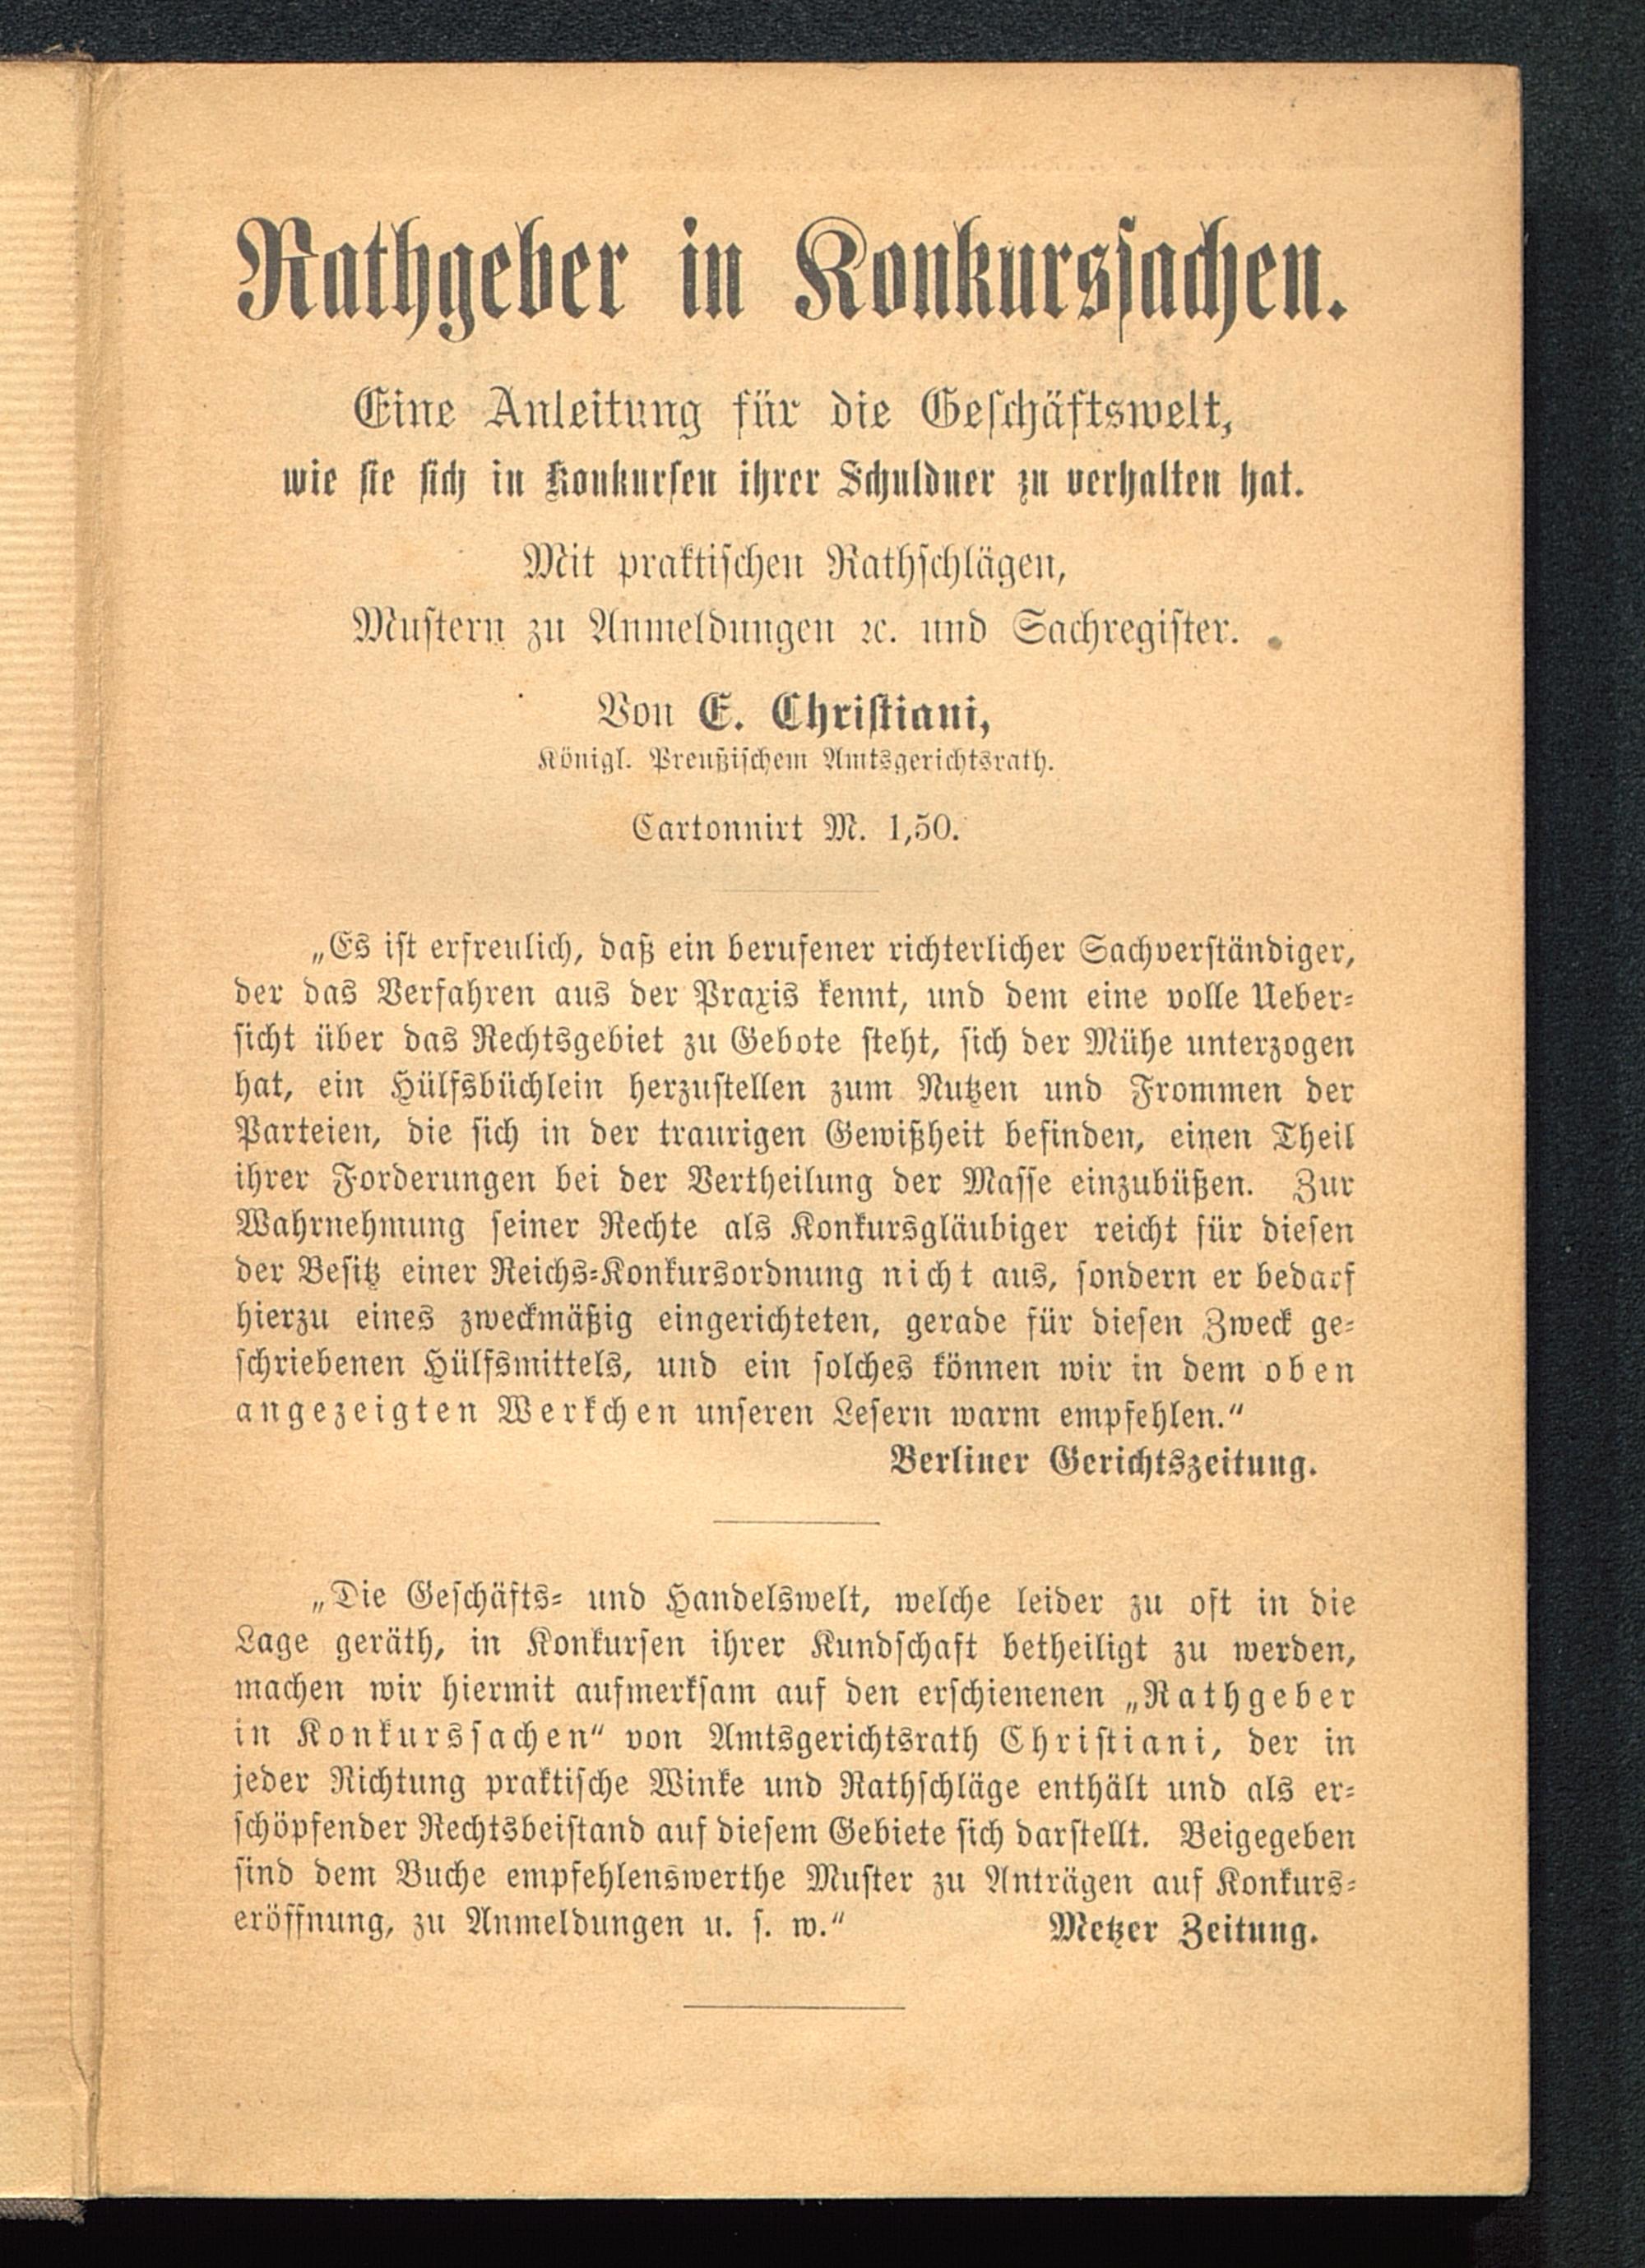 Rathgeber in Konkurssachen.
Eine Anleitung für die Geschäftswelt,
wie sie sich in Konkursen ihrer Schuldner zu verhalten hat.
Mit praktischen Rathschlägen,
Mustern zu Anmeldungen ꝛc. und Sachregister.
Von E. Christiani,
Königl. Preußischem Amtsgerichtsrath.
Cartonnirt M. 1,50.
„Es ist erfreulich, daß ein berufener richterlicher Sachverständiger,
der das Verfahren aus der Praxis kennt, und dem eine volle Ueber-
sicht über das Rechtsgebiet zu Gebote steht, sich der Mühe unterzogen
hat, ein Hülfsbüchlein herzustellen zum Nutzen und Frommen der
Parteien, die sich in der traurigen Gewißheit befinden, einen Theil
ihrer Forderungen bei der Vertheilung der Masse einzubüßen. Zur
Wahrnehmung seiner Rechte als Konkursgläubiger reicht für diesen
der Besitz einer Reichs-Konkursordnung nicht aus, sondern er bedarf
hierzu eines zweckmäßig eingerichteten, gerade für diesen Zweck ge-
schriebenen Hülfsmittels, und ein solches können wir in dem oben
angezeigten Werkchen unseren Lesern warm empfehlen.“
Berliner Gerichtszeitung.
„Die Geschäfts- und Handelswelt, welche leider zu oft in die
Lage geräth, in Konkursen ihrer Kundschaft betheiligt zu werden,
machen wir hiermit aufmerksam auf den erschienenen „Rathgeber
in Konkurssachen“ von Amtsgerichtsrath Christiani, der in
jeder Richtung praktische Winke und Rathschläge enthält und als er-
schöpfender Rechtsbeistand auf diesem Gebiete sich darstellt. Beigegeben
sind dem Buche empfehlenswerthe Muster zu Anträgen auf Konkurs-
eröffnung, zu Anmeldungen u. s. w.“ Metzer Zeitung.